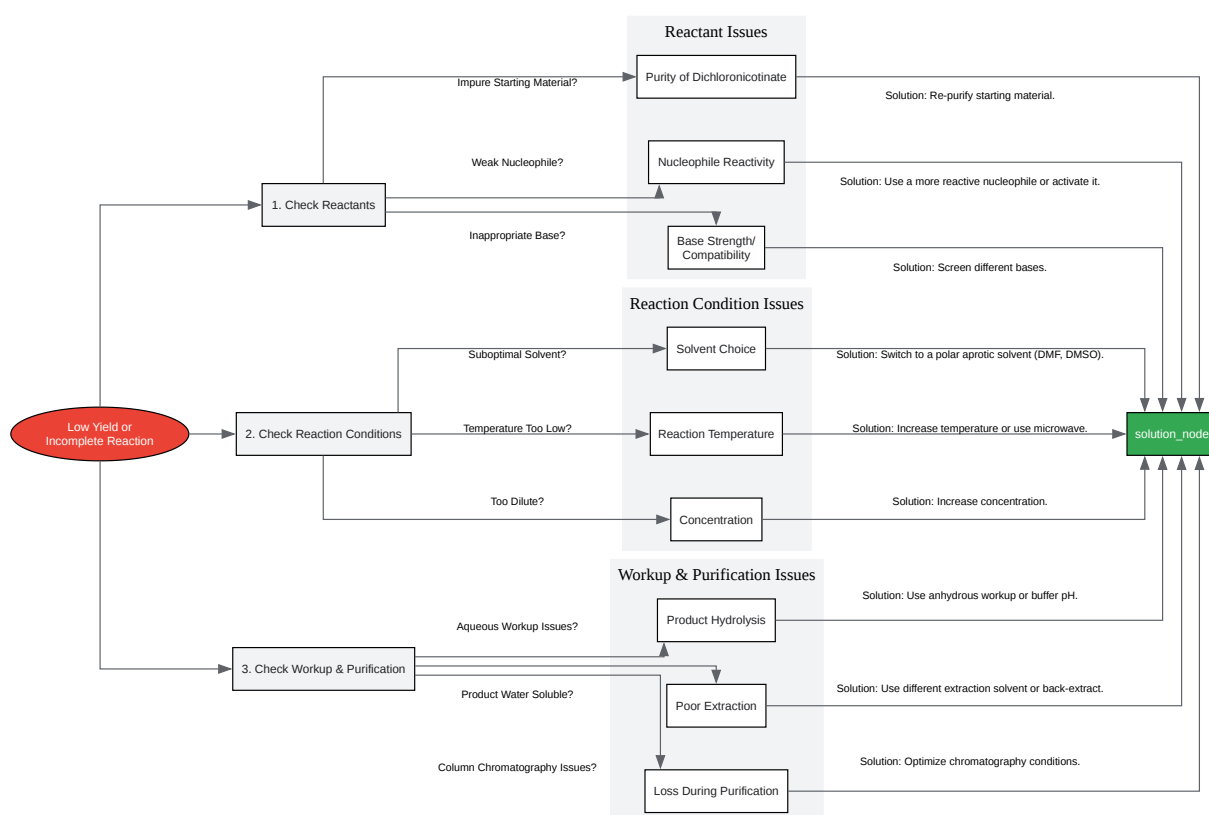 Reactant Issues
Impure Starting Material?
Purity of Dichloronicotinate
Solution: Re-purify starting material.
Weak Nucleophile?
Nucleophile Reactivity
Solution: Use a more reactive nucleophile or activate it.
1. Check Reactants
Inappropriate Base?
Base Strength/
Compatibility
Solution: Screen different bases.
Reaction Condition Issues
Suboptimal Solvent?
Solvent Choice
Solution: Switch to a polar aprotic solvent (DMF, DMSO).
Low Yield or
Incomplete Reaction
2. Check Reaction Conditions
Temperature Too Low?
Reaction Temperature
Solution: Increase temperature or use microwave.
solution_node
Too Dilute?
Concentration
Solution: Increase concentration.
Workup & Purification Issues
Aqueous Workup Issues?
Product Hydrolysis
Solution: Use anhydrous workup or buffer pH.
3. Check Workup & Purification
Product Water Soluble?
Poor Extraction
Solution: Use different extraction solvent or back-extract.
Column Chromatography Issues?
Loss During Purification
Solution: Optimize chromatography conditions.